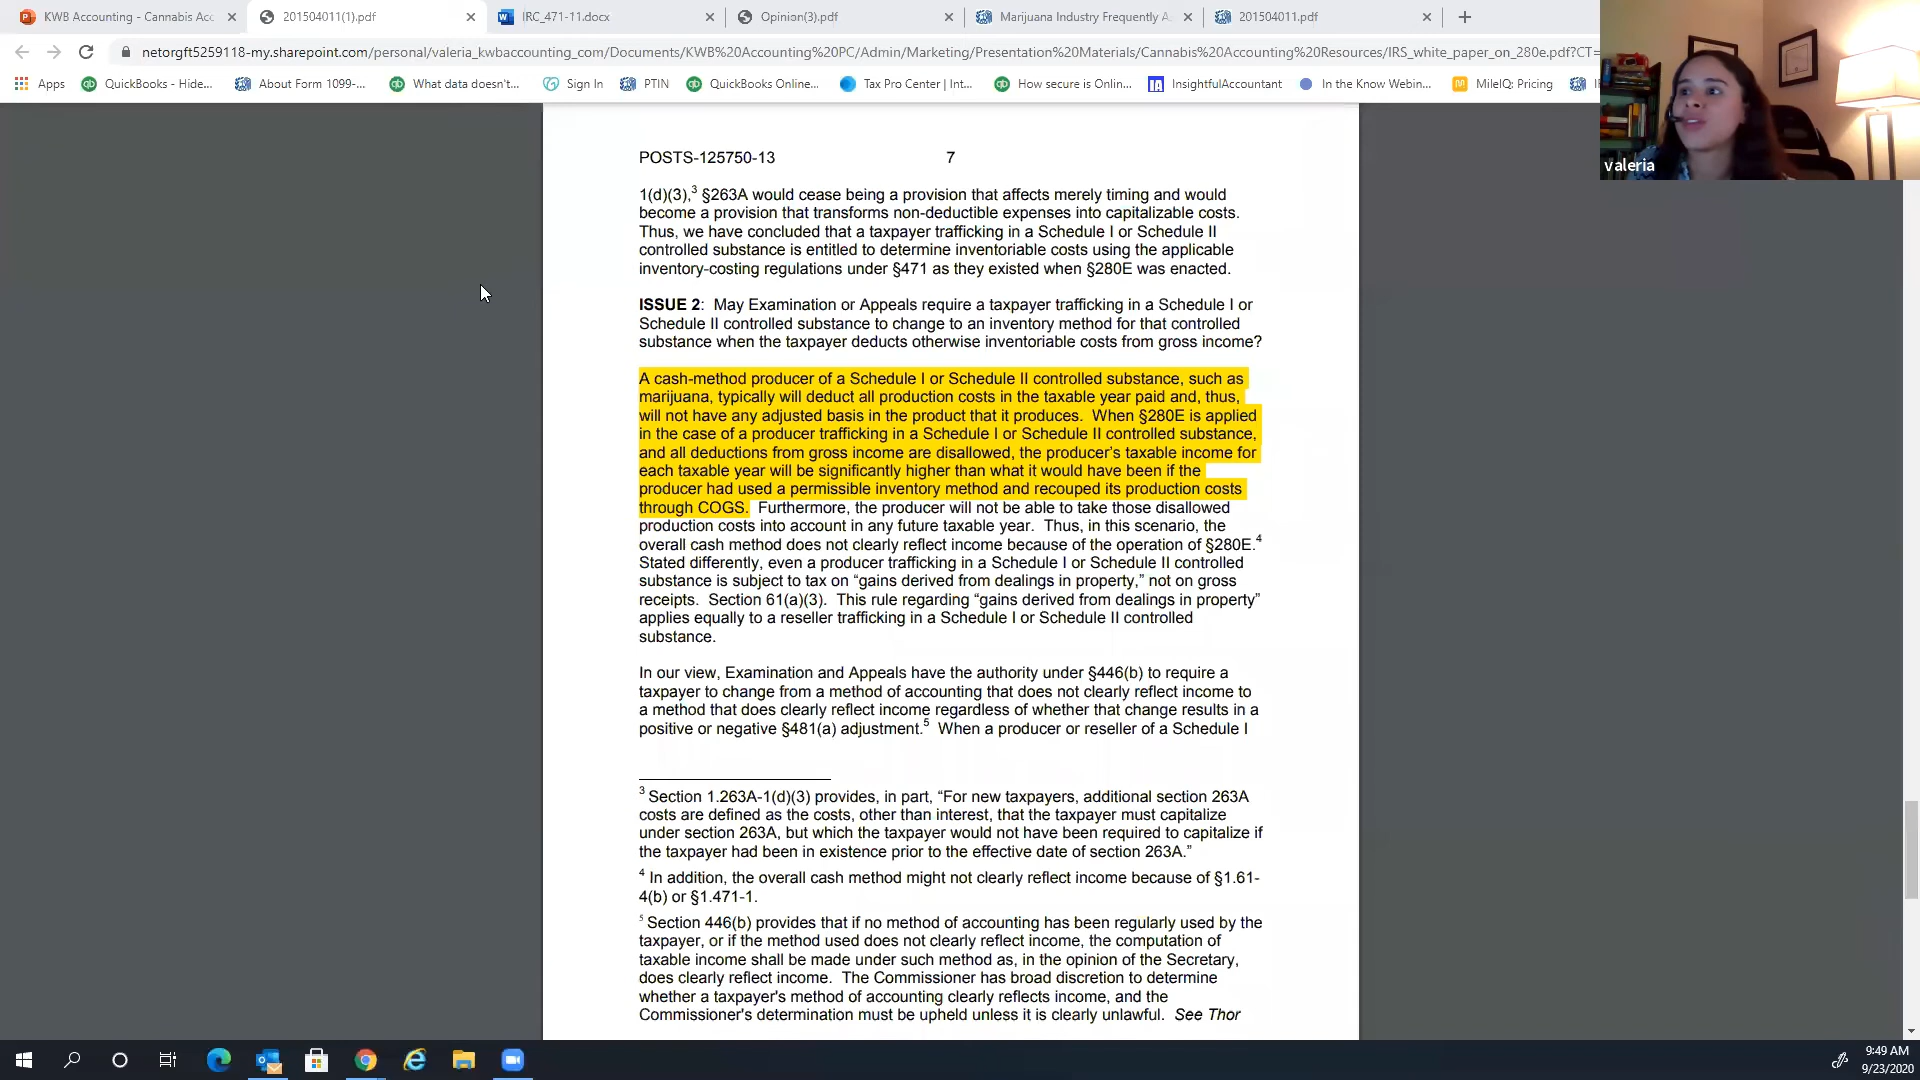 KWB Accounting - Cannabis Acc
201504011(1).pdf
IRC_471-11.docx
Opinion(3).pdf
Marijuana Industry Frequently A
201504011.pdf
netorgft5259118-my.sharepoint.com/personal/valeria_kwbaccounting_com/Documents/KWB%20Accounting%20PC/Admin/Marketing/Presentation%20Materials/Cannabis%20Accounting%20Resources/IRS_white_paper_on_280e.pdf?CT=
Apps
QuickBooks - Hide...
About Form 1099-...
What data doesn't...
Sign In
PTIN
QuickBooks Online...
Tax Pro Center | Int...
How secure is Onlin...
InsightfulAccountant
In the Know Webin...
MileIQ: Pricing
valeria
POSTS-125750-13 7
1(d)(3),3 §263A would cease being a provision that affects merely timing and would
become a provision that transforms non-deductible expenses into capitalizable costs.
Thus, we have concluded that a taxpayer trafficking in a Schedule I or Schedule II
controlled substance is entitled to determine inventoriable costs using the applicable
inventory-costing regulations under §471 as they existed when §280E was enacted.
ISSUE 2: May Examination or Appeals require a taxpayer trafficking in a Schedule I or
Schedule II controlled substance to change to an inventory method for that controlled
substance when the taxpayer deducts otherwise inventoriable costs from gross income?
A cash-method producer of a Schedule I or Schedule II controlled substance, such as
marijuana, typically will deduct all production costs in the taxable year paid and, thus,
will not have any adjusted basis in the product that it produces. When §280E is applied
in the case of a producer trafficking in a Schedule I or Schedule II controlled substance,
and all deductions from gross income are disallowed, the producer's taxable income for
each taxable year will be significantly higher than what it would have been if the
producer had used a permissible inventory method and recouped its production costs
through COGS. Furthermore, the producer will not be able to take those disallowed
production costs into account in any future taxable year. Thus, in this scenario, the
overall cash method does not clearly reflect income because of the operation of §280E.4
Stated differently, even a producer trafficking in a Schedule I or Schedule II controlled
substance is subject to tax on “gains derived from dealings in property,” not on gross
receipts. Section 61(a)(3). This rule regarding “gains derived from dealings in property”
applies equally to a reseller trafficking in a Schedule I or Schedule II controlled
substance.
In our view, Examination and Appeals have the authority under §446(b) to require a
taxpayer to change from a method of accounting that does not clearly reflect income to
a method that does clearly reflect income regardless of whether that change results in a
positive or negative §481(a) adjustment.5 When a producer or reseller of a Schedule I
3 Section 1.263A-1(d)(3) provides, in part, “For new taxpayers, additional section 263A
costs are defined as the costs, other than interest, that the taxpayer must capitalize
under section 263A, but which the taxpayer would not have been required to capitalize if
the taxpayer had been in existence prior to the effective date of section 263A.”
4 In addition, the overall cash method might not clearly reflect income because of §1.61-
4(b) or §1.471-1.
5 Section 446(b) provides that if no method of accounting has been regularly used by the
taxpayer, or if the method used does not clearly reflect income, the computation of
taxable income shall be made under such method as, in the opinion of the Secretary,
does clearly reflect income. The Commissioner has broad discretion to determine
whether a taxpayer's method of accounting clearly reflects income, and the
Commissioner's determination must be upheld unless it is clearly unlawful. See Thor
9:49 AM
9/23/2020